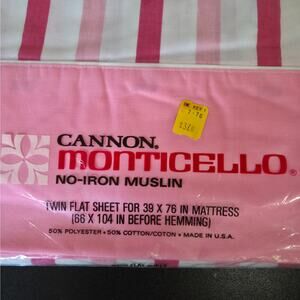 CANNON®
MONTICELLO®
NO-IRON MUSLIN
TWIN FLAT SHEET FOR 39 X 76 IN MATTRESS
(66 X 104 IN BEFORE HEMMING)
50% POLYESTER • 50% COTTON/COTON • MADE IN U.S.A.